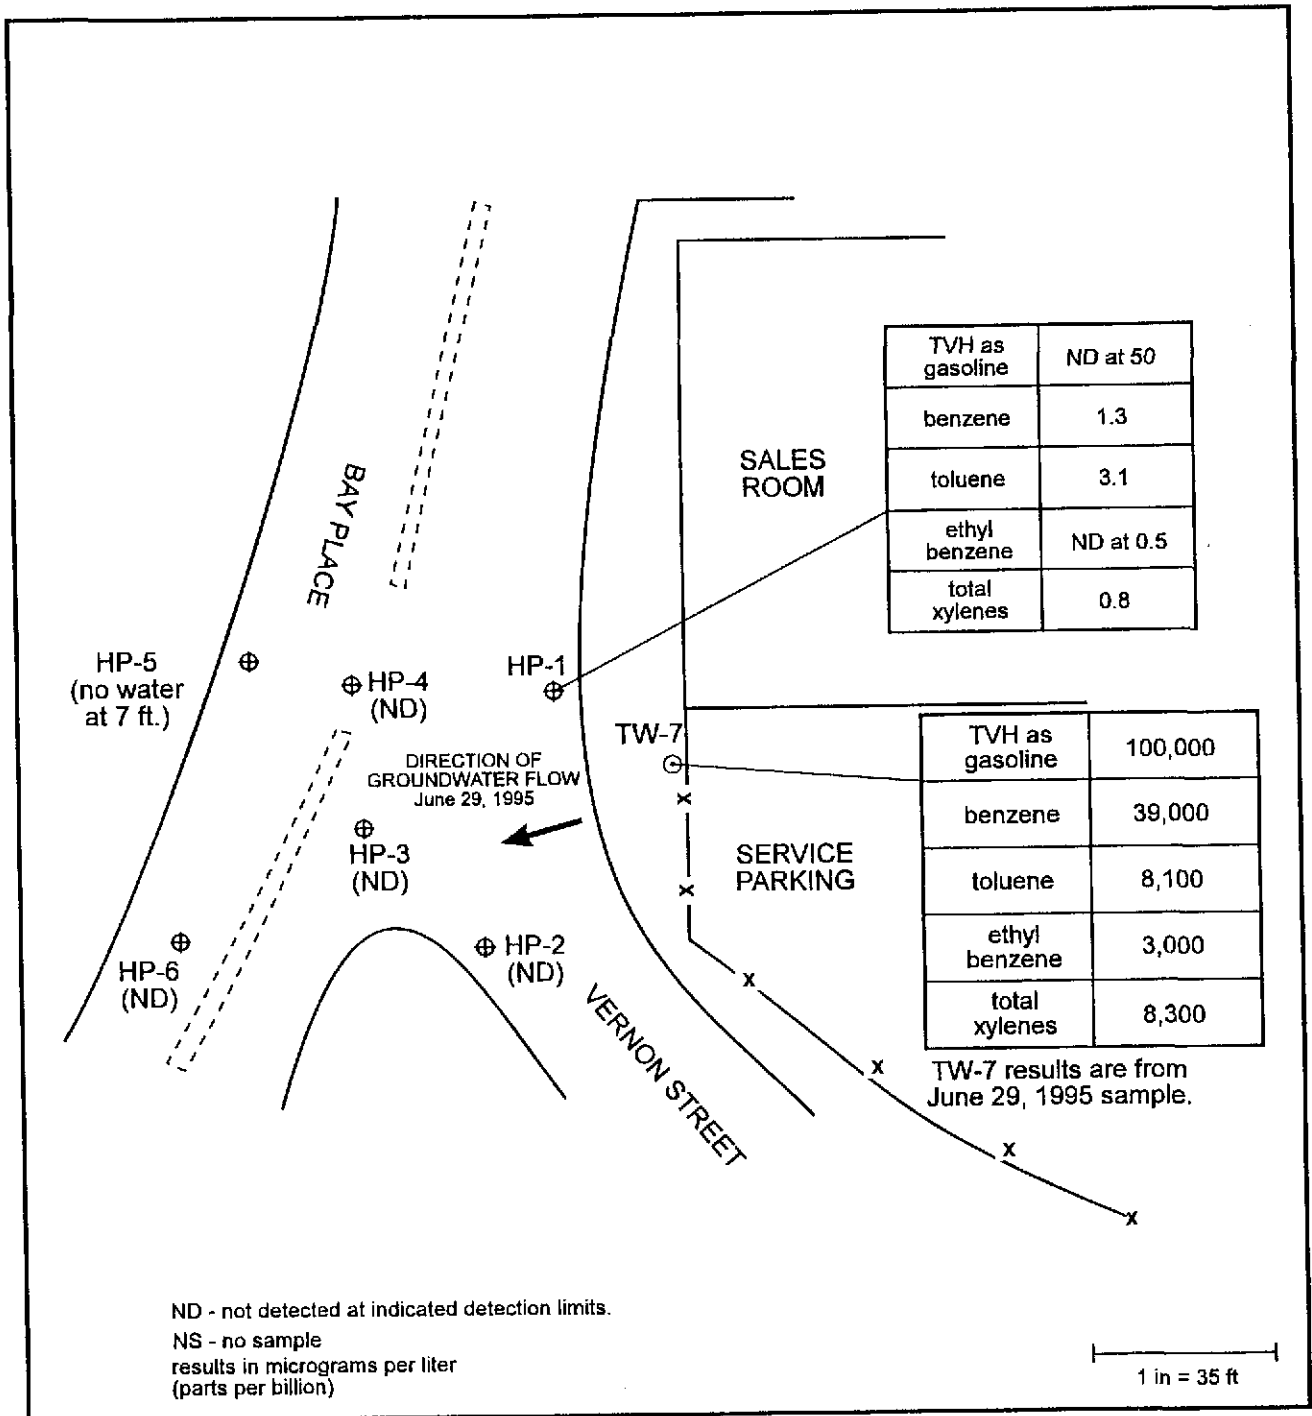 TVH as
gasoline
ND at 50
benzene
1.3
toluene
3.1
ethyl
benzene
ND at 0.5
total
xylenes
0.8
SALES
ROOM
BAY PLACE
HP-5
(no water
at 7 ft.)
HP-4
(ND)
HP-1
TW-7
DIRECTION OF
GROUNDWATER FLOW
June 29, 1995
TVH as
gasoline
100,000
benzene
39,000
toluene
8,100
ethyl
benzene
3,000
total
xylenes
8,300
HP-3
(ND)
SERVICE
PARKING
HP-6
(ND)
HP-2
(ND)
VERNON STREET
TW-7 results are from
June 29, 1995 sample.
x
x
x
x
x
x
ND - not detected at indicated detection limits.
NS - no sample
results in micrograms per liter
(parts per billion)
1 in = 35 ft